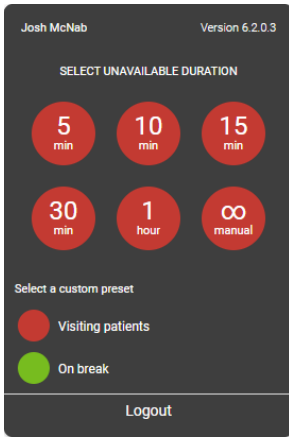 Josh McNab Version 6.2.0.3
SELECT UNAVAILABLE DURATION
5 10 15
min min min
30 1 ∞
min hour manual
Select a custom preset
Visiting patients
On break
Logout